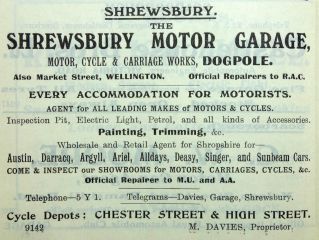 SHREWSBURY.
THE
SHREWSBURY MOTOR GARAGE,
MOTOR, CYCLE & CARRIAGE WORKS, DOGPOLE.
Also Market Street, WELLINGTON. Official Repairers to R.A.C.
EVERY ACCOMMODATION FOR MOTORISTS.
AGENT for ALL LEADING MAKES of MOTORS & CYCLES.
Inspection Pit, Electric Light, Petrol, and all kinds of Accessories.
Painting, Trimming, &c.
Wholesale and Retail Agent for Shropshire for—
Austin, Darracq, Argyll, Ariel, Alldays, Deasy, Singer, and Sunbeam Cars.
COME & INSPECT our SHOWROOMS for MOTORS, CARRIAGES, CYCLES, &c.
Official Repairer to M.U. and A.A.
Telephone—5 Y 1. Telegrams—Davies, Garage, Shrewsbury.
Cycle Depots: CHESTER STREET & HIGH STREET.
9142 M. DAVIES, Proprietor.